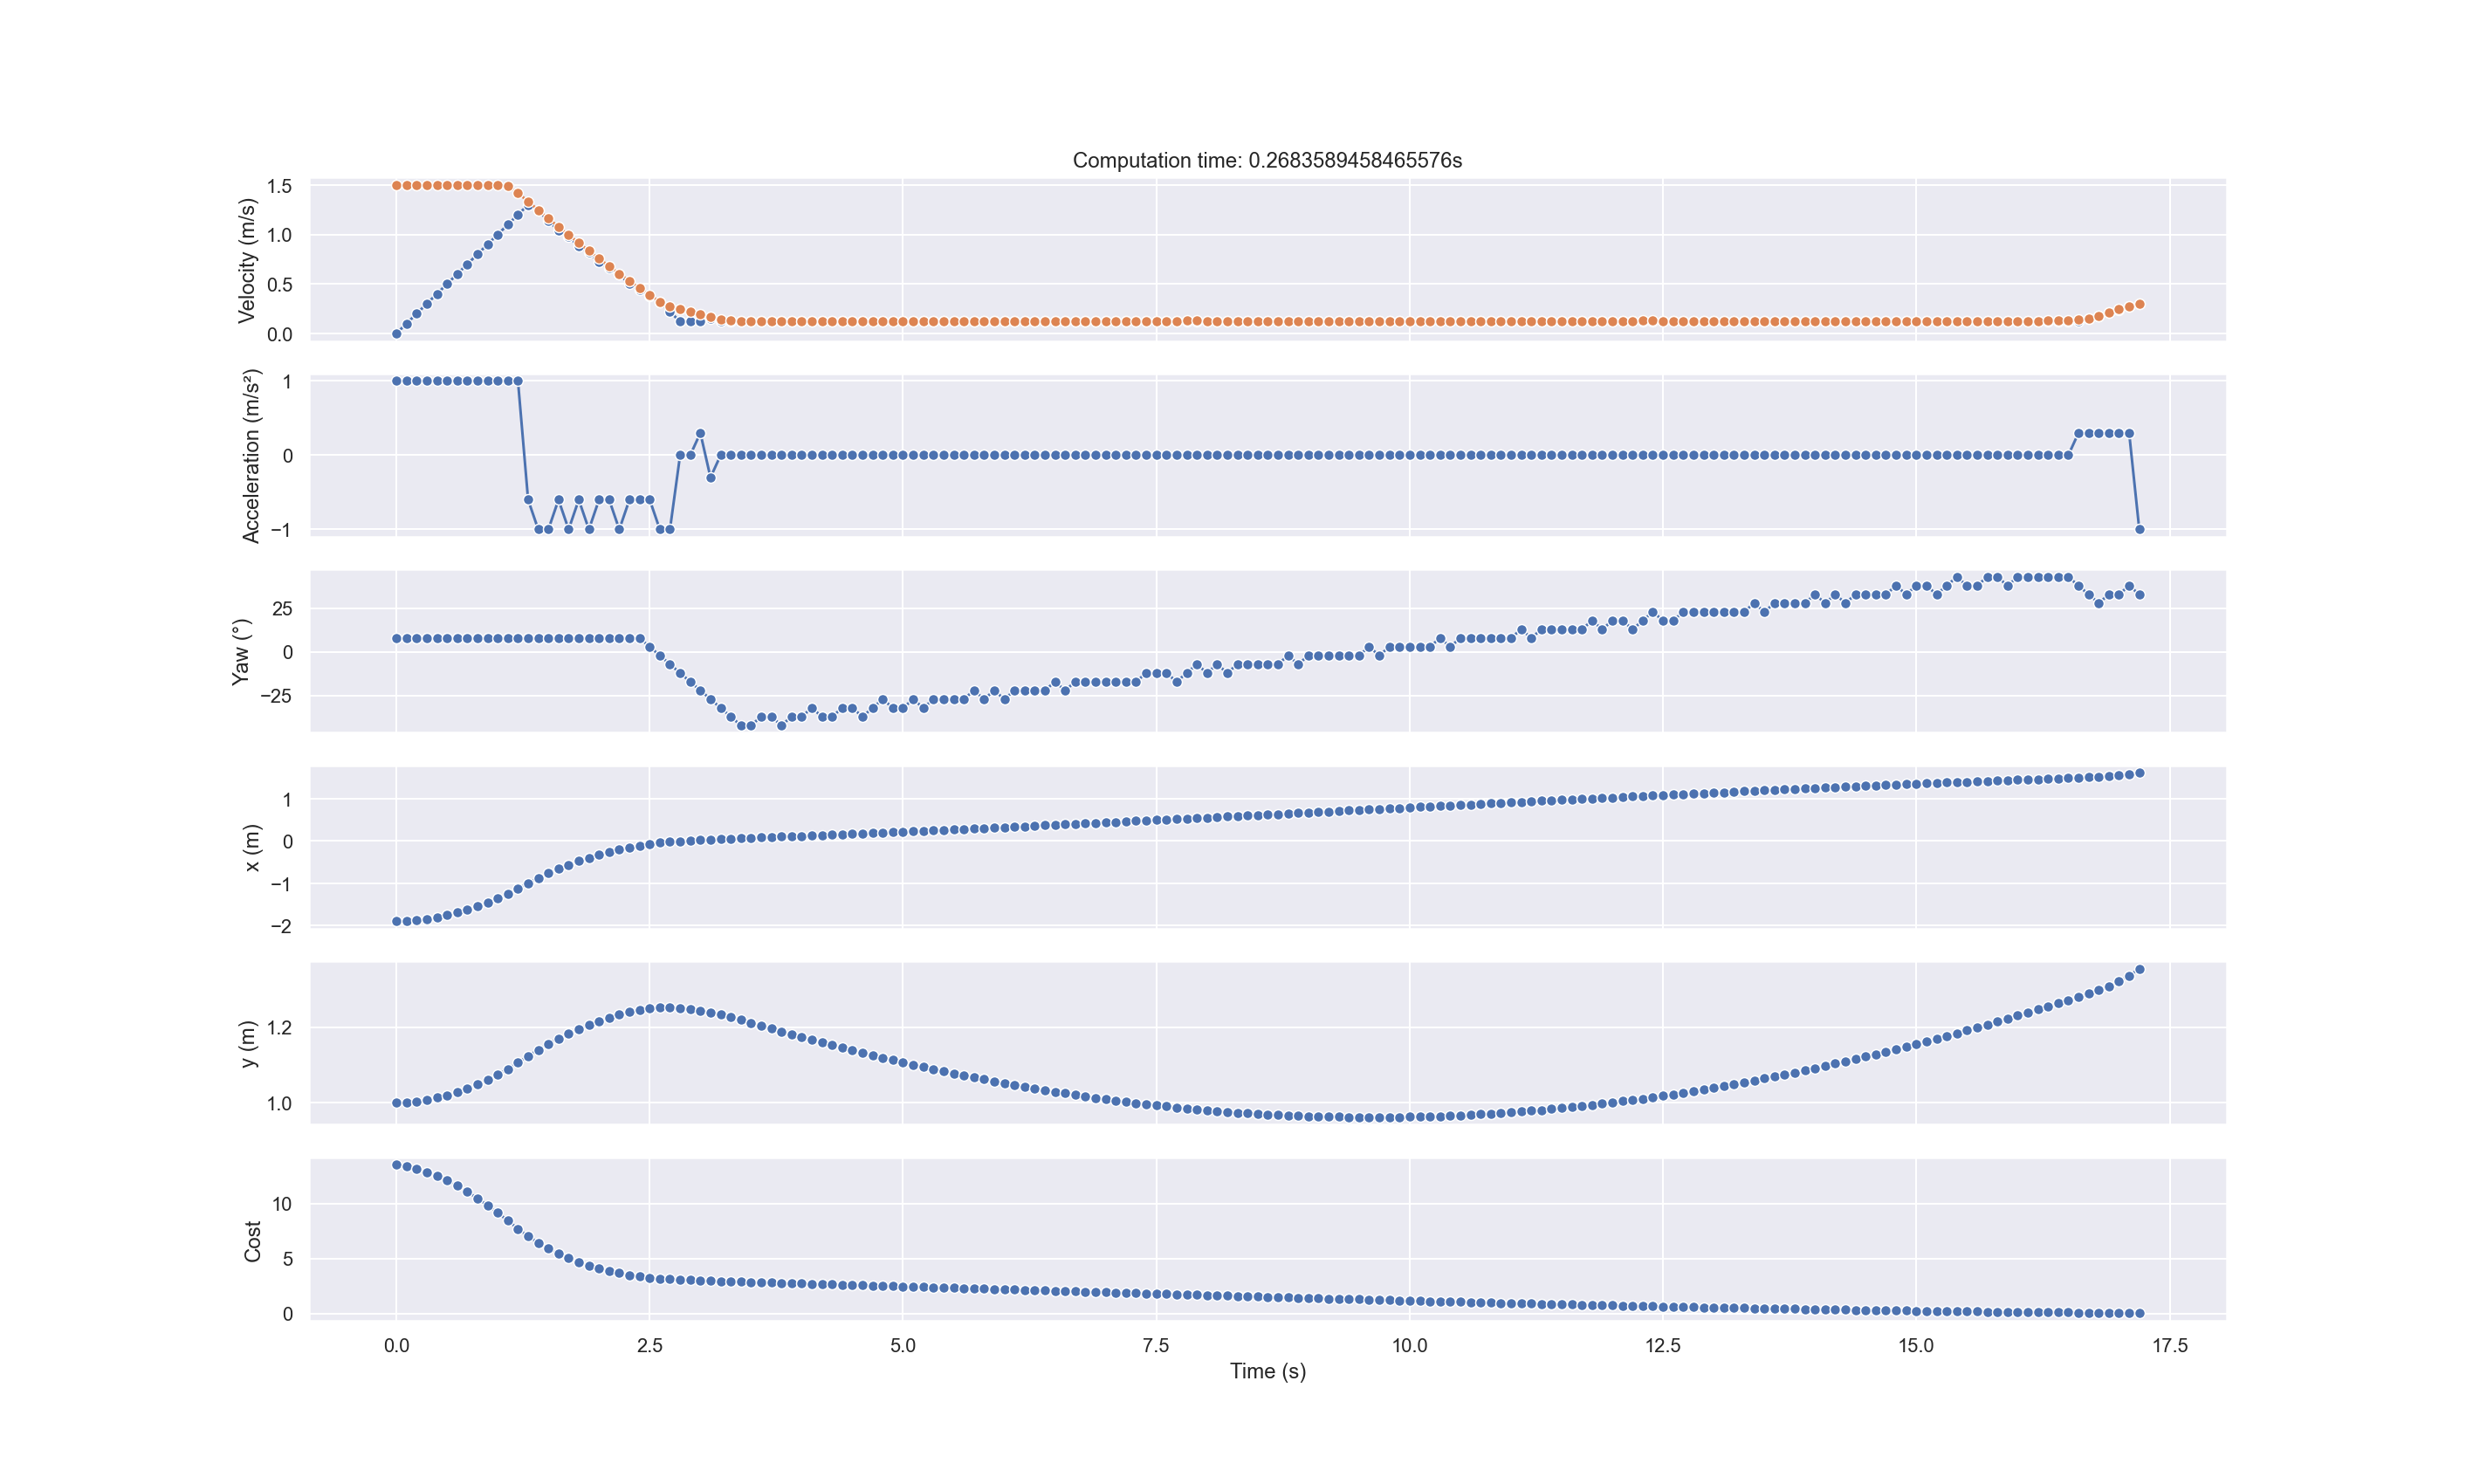 Computation time: 0.2683589458465576s
Velocity (m/s)
1.5
1.0
0.5
0.0
Acceleration (m/s²)
1
0
−1
Yaw (°)
25
0
−25
x (m)
1
0
−1
−2
y (m)
1.2
1.0
Cost
10
5
0
0.0 2.5 5.0 7.5 10.0 12.5 15.0 17.5
Time (s)